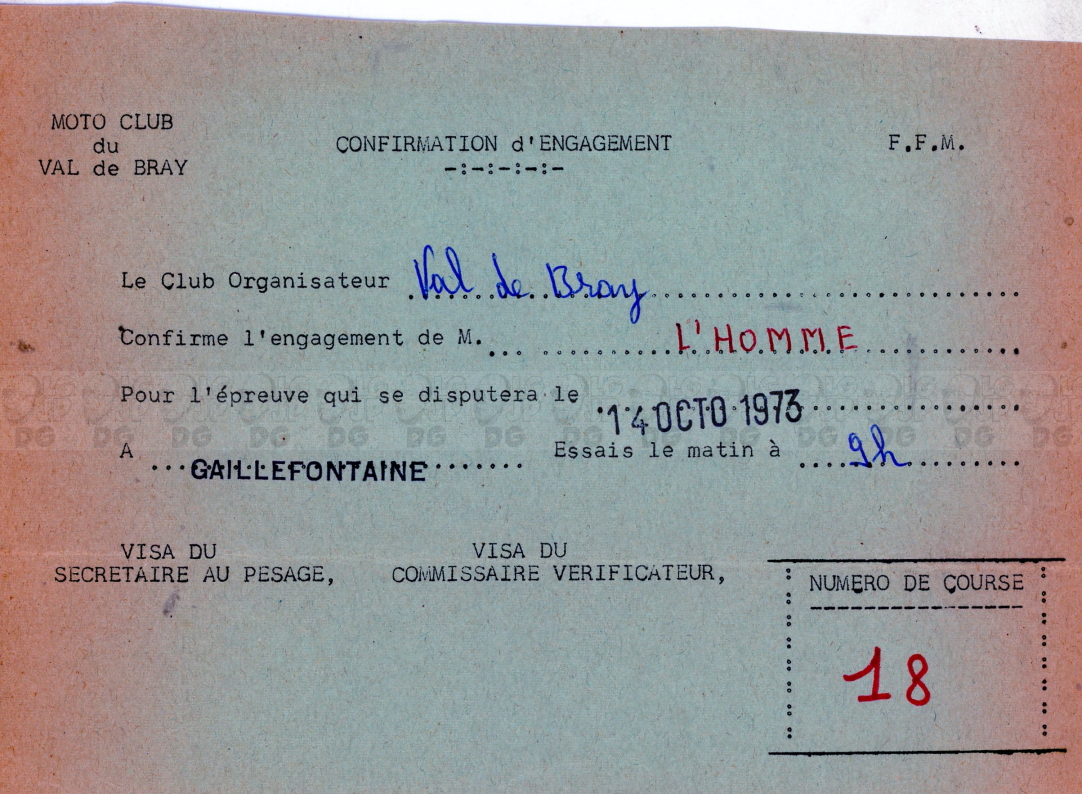 MOTO CLUB
du
VAL de BRAY
CONFIRMATION d'ENGAGEMENT
-:-:-:-:-
F.F.M.
Le Club Organisateur Val de Bray
Confirme l'engagement de M. L'HOMME
Pour l'épreuve qui se disputera le 14 OCTO 1973
A GAILLEFONTAINE Essais le matin à 9h
VISA DU
SECRETAIRE AU PESAGE,
VISA DU
COMMISSAIRE VERIFICATEUR,
NUMERO DE COURSE
18